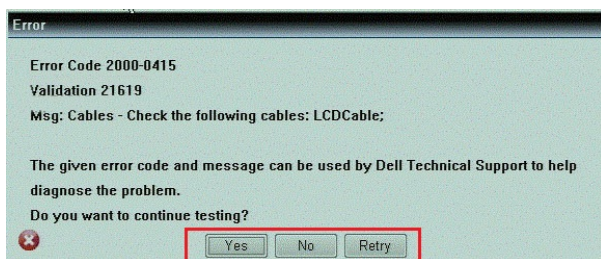 Error
Error Code 2000-0415
Validation 21619
Msg: Cables - Check the following cables: LCDCable;
The given error code and message can be used by Dell Technical Support to help
diagnose the problem.
Do you want to continue testing?
Yes No Retry